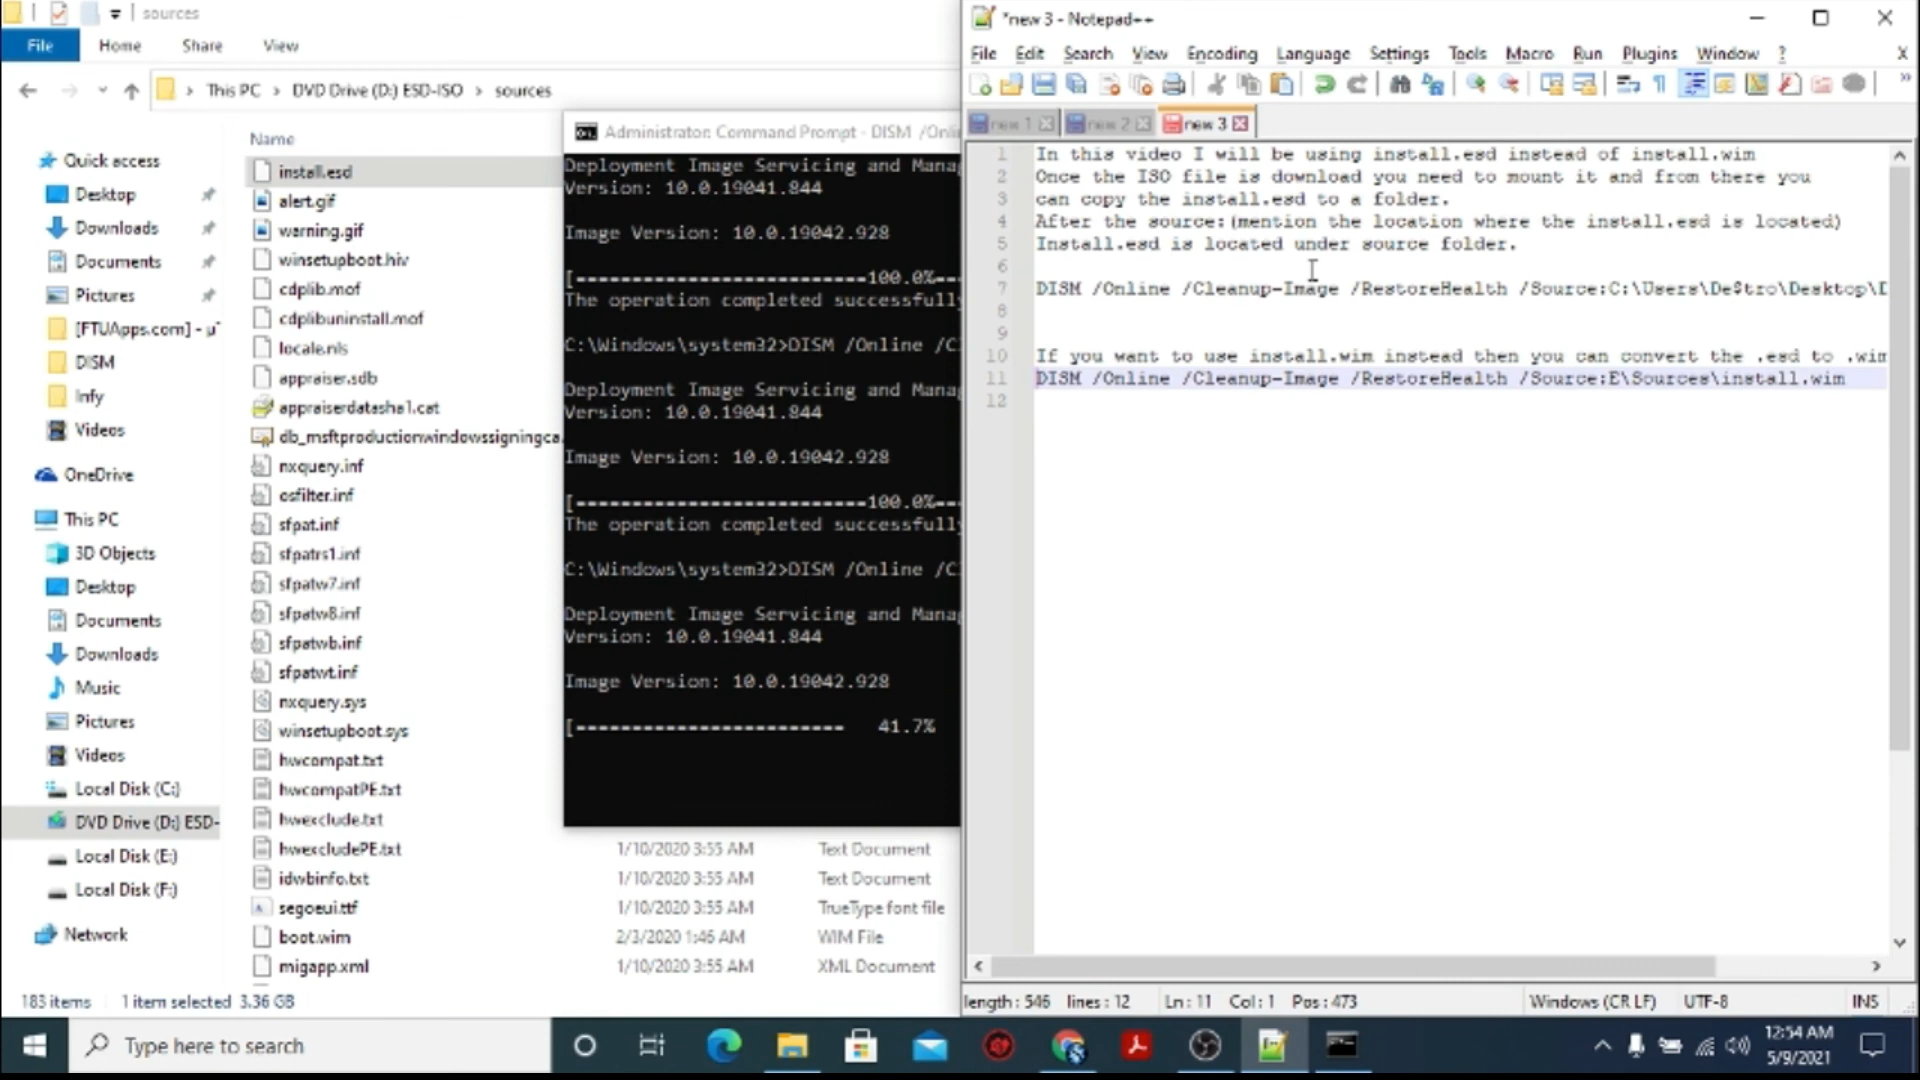 sources
File
Home
Share
View
This PC
DVD Drive (D:) ESD-ISO
sources
Name
Quick access
Desktop
Downloads
Documents
Pictures
[FTUApps.com] - µT
DISM
Infy
Videos
OneDrive
This PC
3D Objects
Desktop
Documents
Downloads
Music
Pictures
Videos
Local Disk (C:)
DVD Drive (D:) ESD-
Local Disk (E:)
Local Disk (F:)
Network
install.esd
alert.gif
warning.gif
winsetupboot.hiv
cdplib.mof
cdplibuninstall.mof
locale.nls
appraiser.sdb
appraiserdatasha1.cat
db_msftproductionwindowssigningca.
nxquery.inf
osfilter.inf
sfpat.inf
sfpatrs1.inf
sfpatw7.inf
sfpatw8.inf
sfpatwb.inf
sfpatwt.inf
nxquery.sys
winsetupboot.sys
hwcompat.txt
hwcompatPE.txt
hwexclude.txt
hwexcludePE.txt 1/10/2020 3:55 AM Text Document
idwbinfo.txt 1/10/2020 3:55 AM Text Document
segoeui.ttf 1/10/2020 3:55 AM TrueType font file
boot.wim 2/3/2020 1:46 AM WIM File
migapp.xml 1/10/2020 3:55 AM XML Document
183 items 1 item selected 3.36 GB
Administrator: Command Prompt - DISM /Onli
Deployment Image Servicing and Manag
Version: 10.0.19041.844
Image Version: 10.0.19042.928
[--------------------------100.0%--
The operation completed successfully
C:\Windows\system32>DISM /Online /Cl
Deployment Image Servicing and Manag
Version: 10.0.19041.844
Image Version: 10.0.19042.928
[--------------------------100.0%--
The operation completed successfully
C:\Windows\system32>DISM /Online /Cl
Deployment Image Servicing and Manag
Version: 10.0.19041.844
Image Version: 10.0.19042.928
[------------------------ 41.7%
*new 3 - Notepad++
File Edit Search View Encoding Language Settings Tools Macro Run Plugins Window ? X
new 1 new 2 new 3
1 In this video I will be using install.esd instead of install.wim
2 Once the ISO file is download you need to mount it and from there you
3 can copy the install.esd to a folder.
4 After the source:(mention the location where the install.esd is located)
5 Install.esd is located under source folder.
6
7 DISM /Online /Cleanup-Image /RestoreHealth /Source:C:\Users\De$tro\Desktop\D
8
9
10 If you want to use install.wim instead then you can convert the .esd to .wim
11 DISM /Online /Cleanup-Image /RestoreHealth /Source:E\Sources\install.wim
12
length : 546 lines : 12 Ln : 11 Col : 1 Pos : 473 Windows (CR LF) UTF-8 INS
Type here to search
12:54 AM
5/9/2021